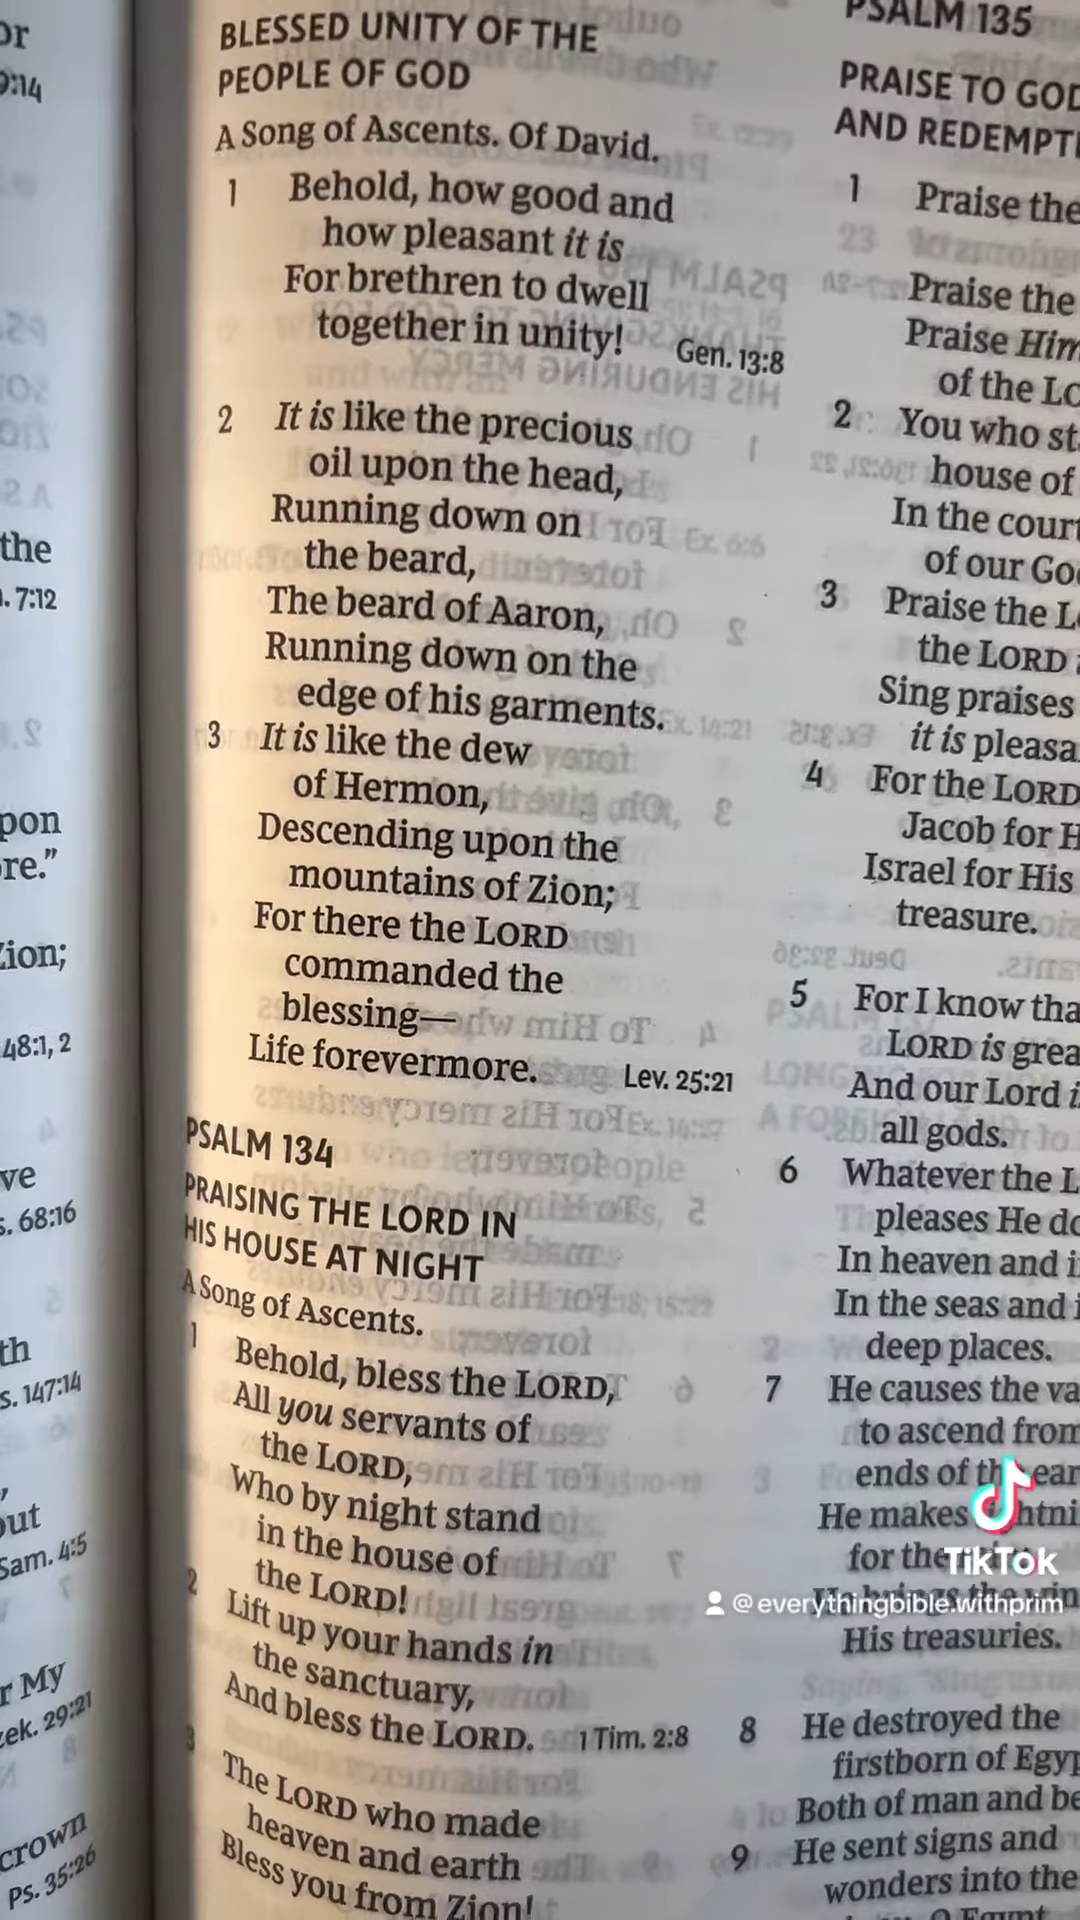 or
9:14
the
. 7:12
pon
re.”
Zion;
48:1, 2
ve
s. 68:16
th
s. 147:14
out
Sam. 4:5
r My
zek. 29:21
crown
Ps. 35:26
BLESSED UNITY OF THE
PEOPLE OF GOD
A Song of Ascents. Of David.
1 Behold, how good and
how pleasant it is
For brethren to dwell
together in unity! Gen. 13:8
2 It is like the precious
oil upon the head,
Running down on
the beard,
The beard of Aaron,
Running down on the
edge of his garments.
3 It is like the dew
of Hermon,
Descending upon the
mountains of Zion;
For there the LORD
commanded the
blessing—
Life forevermore. Lev. 25:21
PSALM 134
PRAISING THE LORD IN
HIS HOUSE AT NIGHT
A Song of Ascents.
1 Behold, bless the LORD,
All you servants of
the LORD,
Who by night stand
in the house of
the LORD!
2 Lift up your hands in
the sanctuary,
And bless the LORD. 1 Tim. 2:8
3 The LORD who made
heaven and earth
Bless you from Zion!
PSALM 135
PRAISE TO GOD
AND REDEMPTI
1 Praise the
Praise the
Praise Him
of the Lo
2 You who st
house of
In the court
of our Go
3 Praise the L
the LORD
Sing praises
it is pleasa
4 For the LORD
Jacob for H
Israel for His
treasure.
5 For I know tha
LORD is grea
And our Lord i
all gods.
6 Whatever the L
pleases He do
In heaven and i
In the seas and i
deep places.
7 He causes the va
to ascend from
ends of the ear
He makes lightni
for the
He brings the win
His treasuries.
8 He destroyed the
firstborn of Egyp
Both of man and be
9 He sent signs and
wonders into the
TikTok
@everythingbible.withprim